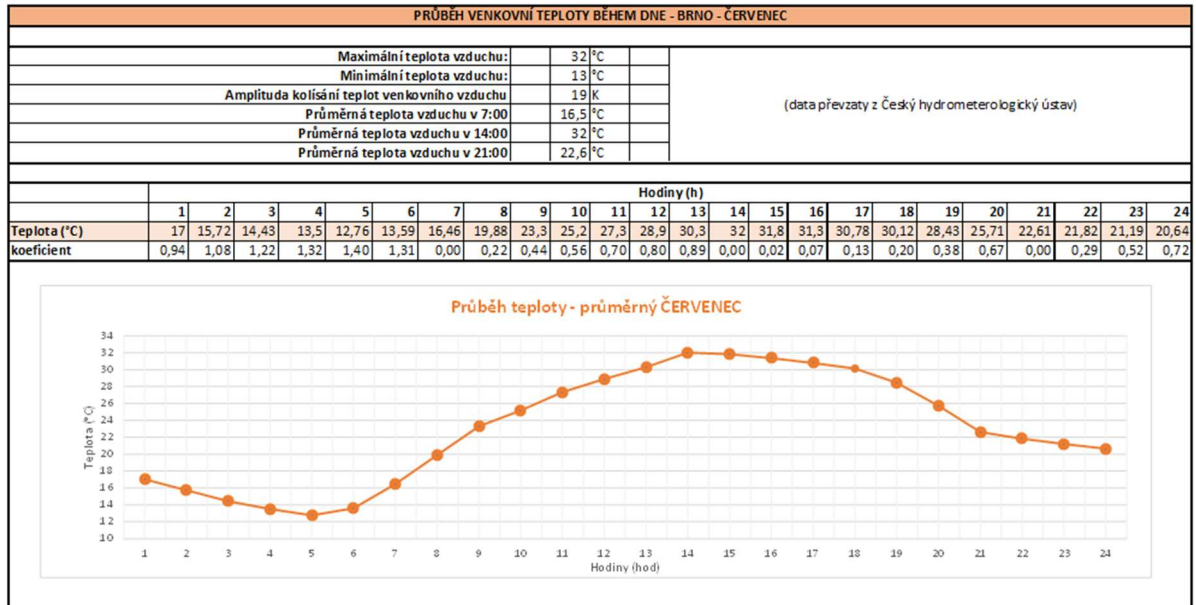 PRŮBĚH VENKOVNÍ TEPLOTY BĚHEM DNE - BRNO - ČERVENEC
Maximální teplota vzduchu: 32 °C
Minimální teplota vzduchu: 13 °C
Amplituda kolísání teplot venkovního vzduchu 19 K
Průměrná teplota vzduchu v 7:00 16,5 °C
Průměrná teplota vzduchu v 14:00 32 °C
Průměrná teplota vzduchu v 21:00 22,6 °C
(data převzaty z Český hydrometerologický ústav)
Hodiny (h)
1 2 3 4 5 6 7 8 9 10 11 12 13 14 15 16 17 18 19 20 21 22 23 24
Teplota (°C) 17 15,72 14,43 13,5 12,76 13,59 16,46 19,88 23,3 25,2 27,3 28,9 30,3 32 31,8 31,3 30,78 30,12 28,43 25,71 22,61 21,82 21,19 20,64
koeficient 0,94 1,08 1,22 1,32 1,40 1,31 0,00 0,22 0,44 0,56 0,70 0,80 0,89 0,00 0,02 0,07 0,13 0,20 0,38 0,67 0,00 0,29 0,52 0,72
Průběh teploty - průměrný ČERVENEC
34
32
30
28
26
24
22
20
18
16
14
12
10
Teplota (°C)
1 2 3 4 5 6 7 8 9 10 11 12 13 14 15 16 17 18 19 20 21 22 23 24
Hodiny (hod)